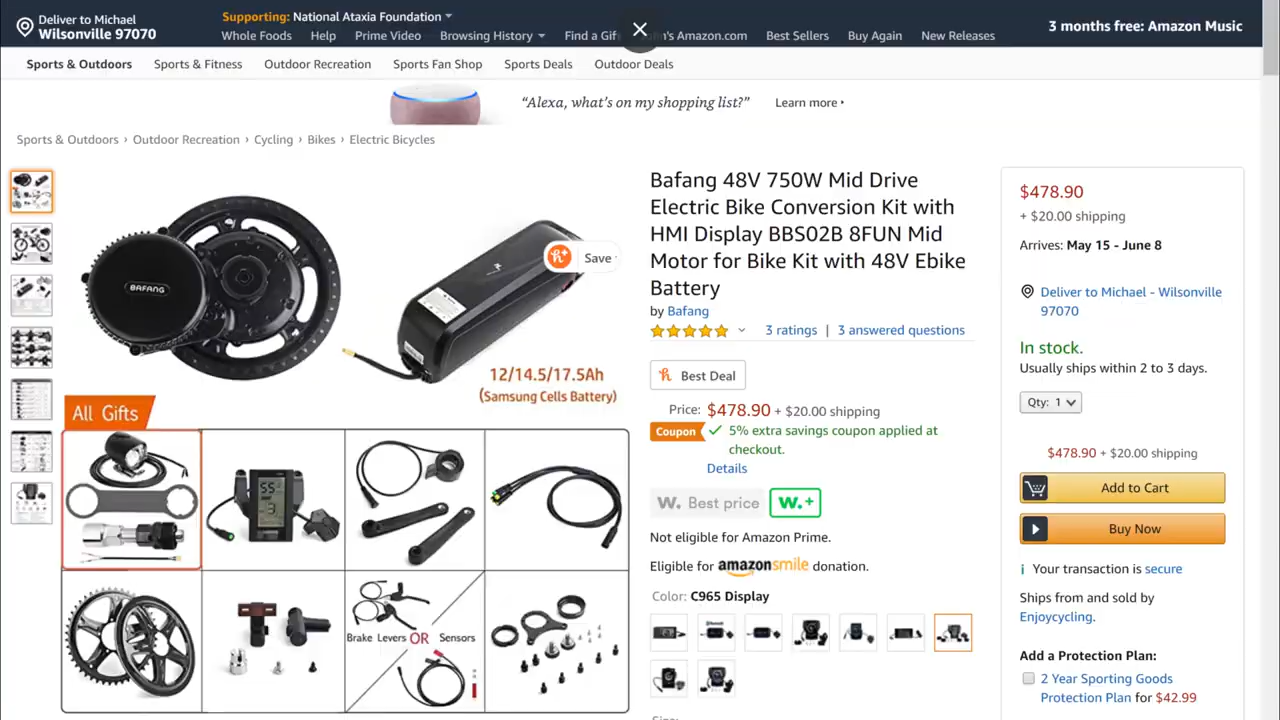 Deliver to Michael
Wilsonville 97070
Supporting: National Ataxia Foundation
Whole Foods Help Prime Video Browsing History Find a Gift 's Amazon.com Best Sellers Buy Again New Releases
3 months free: Amazon Music
Sports & Outdoors Sports & Fitness Outdoor Recreation Sports Fan Shop Sports Deals Outdoor Deals
“Alexa, what's on my shopping list?” Learn more
Sports & Outdoors › Outdoor Recreation › Cycling › Bikes › Electric Bicycles
BAFANG
Save
12/14.5/17.5Ah
(Samsung Cells Battery)
All Gifts
Brake Levers OR Sensors
Bafang 48V 750W Mid Drive
Electric Bike Conversion Kit with
HMI Display BBS02B 8FUN Mid
Motor for Bike Kit with 48V Ebike
Battery
by Bafang
3 ratings | 3 answered questions
Best Deal
Price: $478.90 + $20.00 shipping
Coupon 5% extra savings coupon applied at
checkout.
Details
w. Best price w.+
Not eligible for Amazon Prime.
Eligible for amazonsmile donation.
Color: C965 Display
$478.90
+ $20.00 shipping
Arrives: May 15 - June 8
Deliver to Michael - Wilsonville
97070
In stock.
Usually ships within 2 to 3 days.
Qty: 1
$478.90 + $20.00 shipping
Add to Cart
Buy Now
Your transaction is secure
Ships from and sold by
Enjoycycling.
Add a Protection Plan:
2 Year Sporting Goods
Protection Plan for $42.99